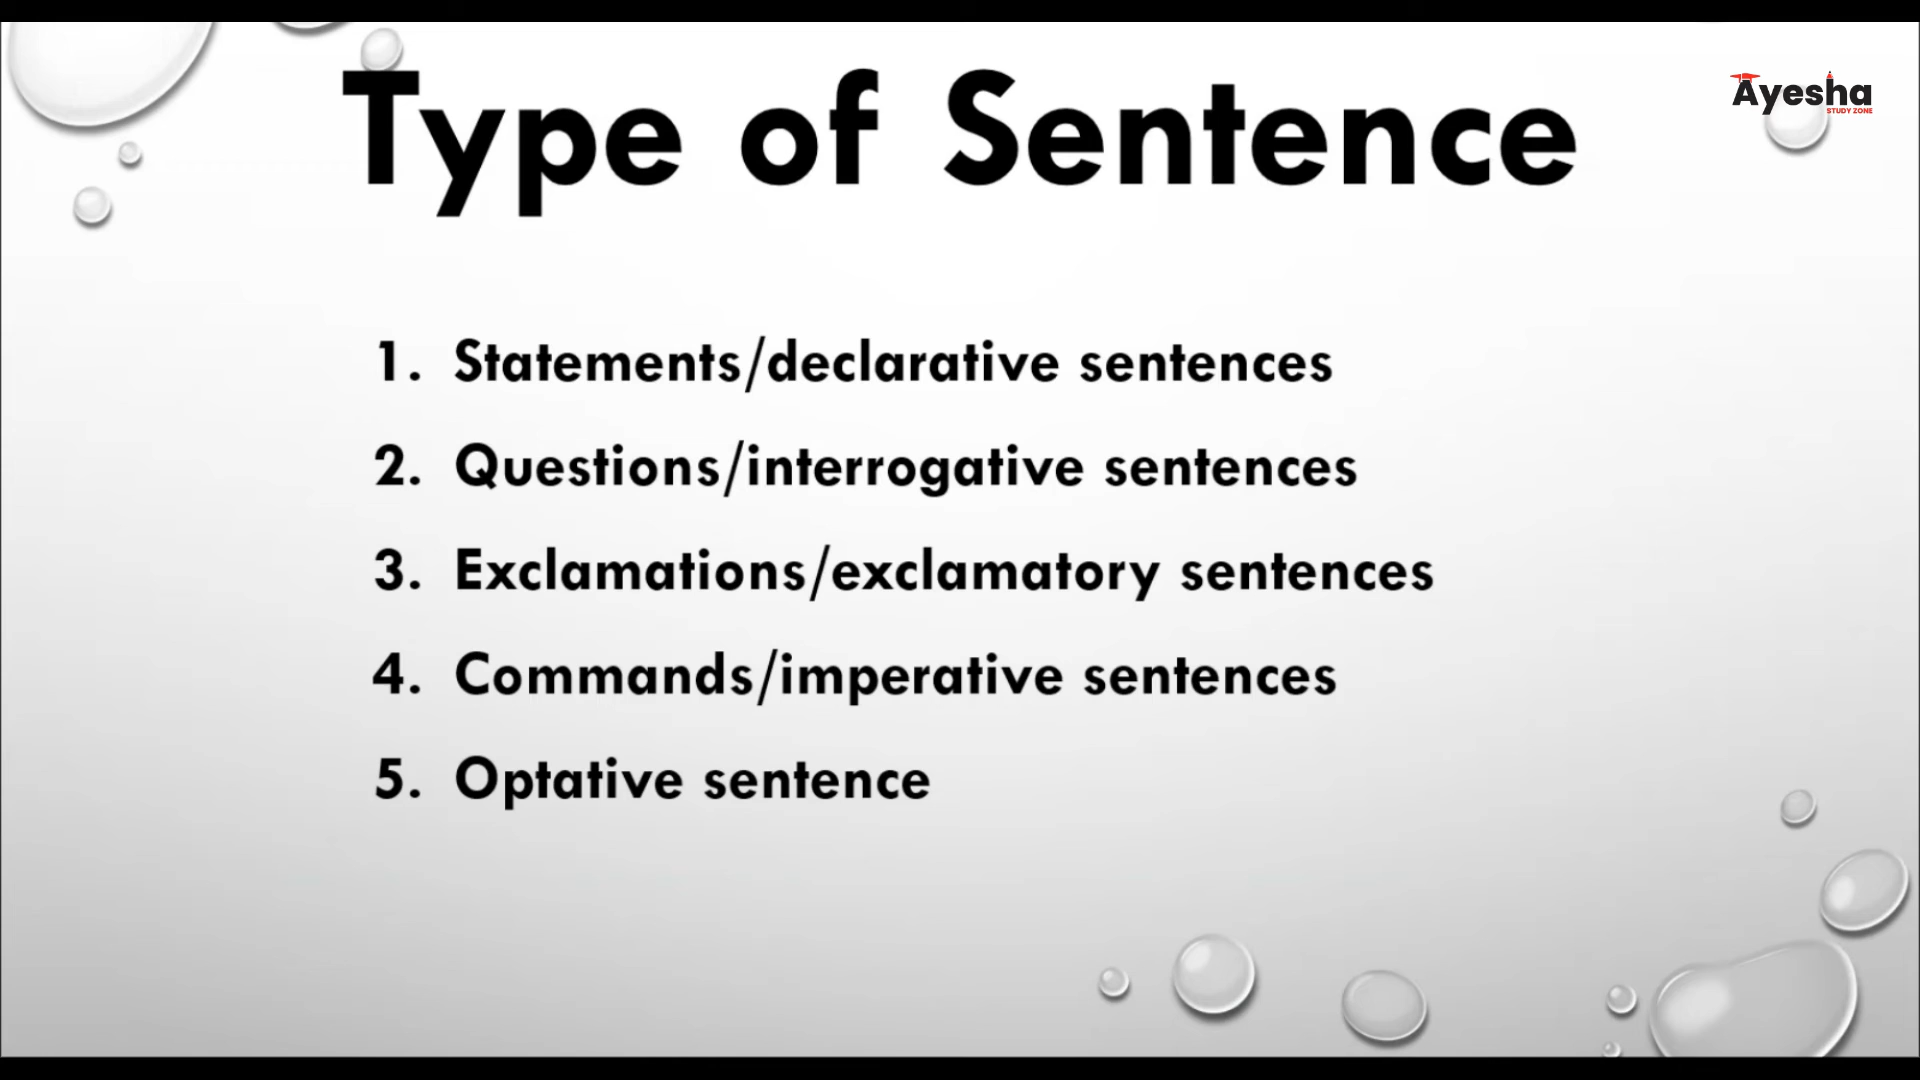 Type of Sentence
Ayesha
STUDY ZONE
1. Statements/declarative sentences
2. Questions/interrogative sentences
3. Exclamations/exclamatory sentences
4. Commands/imperative sentences
5. Optative sentence